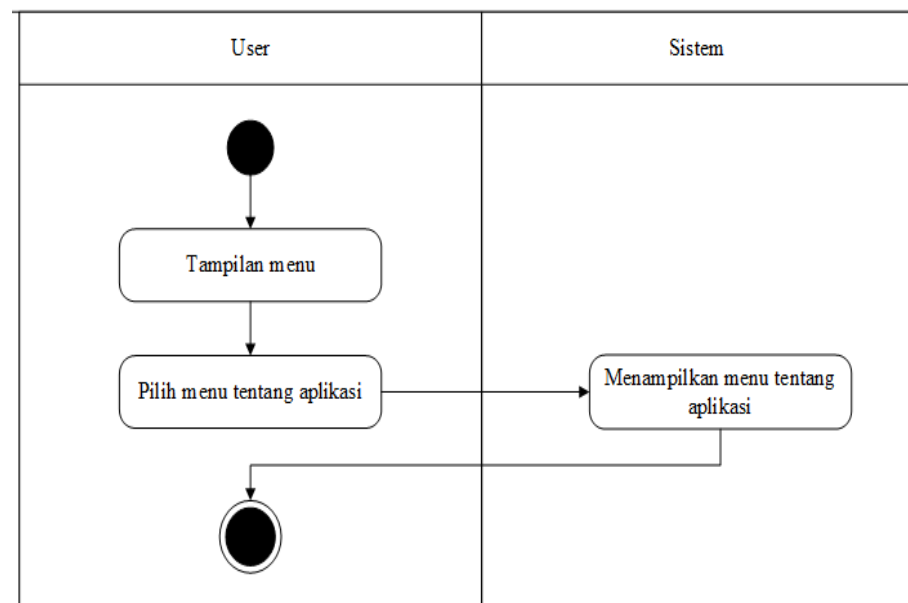 User
Sistem
Tampilan menu
Pilih menu tentang aplikasi
Menampilkan menu tentang
aplikasi